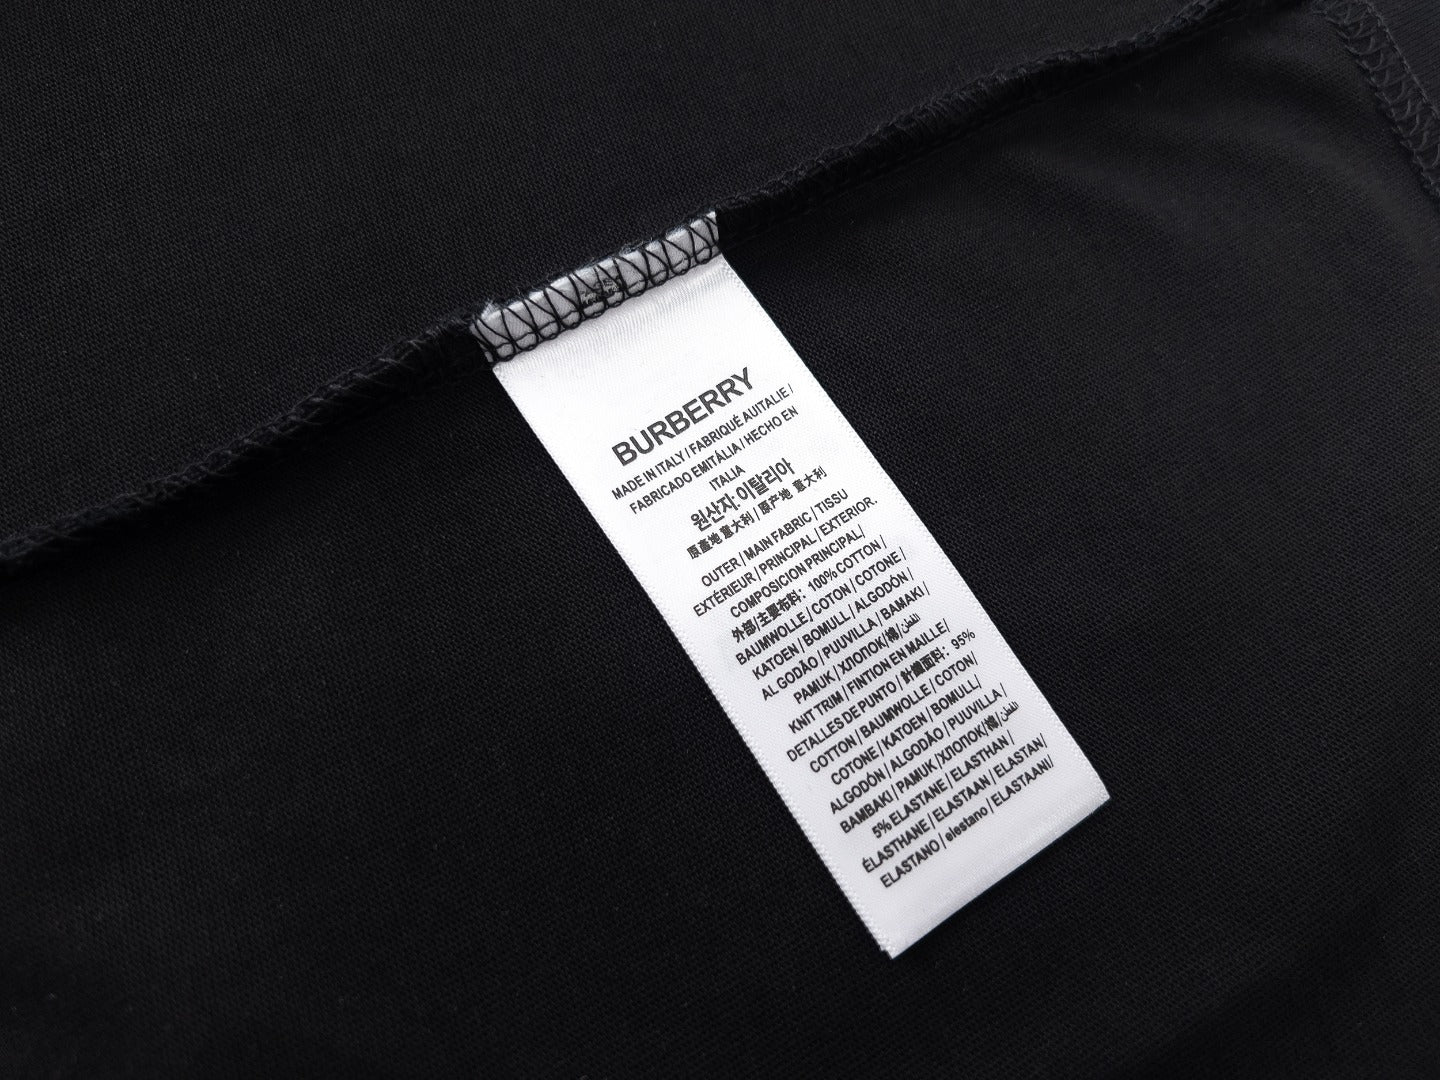 BURBERRY
MADE IN ITALY / FABRIQUÉ AUITALIE /
FABRICADO EMITÁLIA / HECHO EN
ITALIA
원산지: 이탈리아
原產地 意大利 / 原产地 意大利
OUTER / MAIN FABRIC / TISSU
EXTÉRIEUR / PRINCIPAL / EXTERIOR.
COMPOSICION PRINCIPAL/
外部/主要布料: 100% COTTON /
BAUMWOLLE / COTON / COTONE /
KATOEN / BOMULL / ALGODÓN /
ALGODÃO / PUUVILLA / BAMAKI /
PAMUK / ХЛОПОК/棉/القطن
KNIT TRIM / FINTION EN MAILLE/
DETALLES DE PUNTO / 針織面料: 95%
COTTON / BAUMWOLLE / COTON/
COTONE / KATOEN / BOMULL/
ALGODÓN / ALGODÃO / PUUVILLA /
BAMBAKI / PAMUK /ХЛОПОК/棉/القطن
5% ELASTANE / ELASTHAN /
ÉLASTHANE / ELASTAAN / ELASTAN/
ELASTANO / elestano / ELASTAANI/